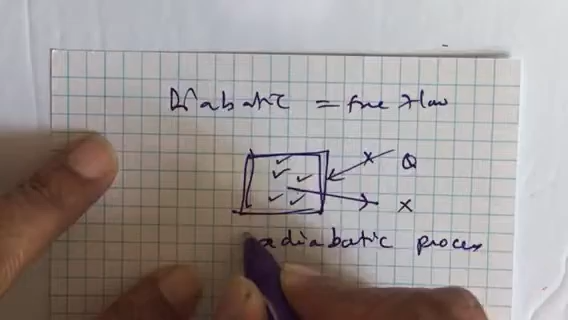 Diabatic = free flow
x Q
x
adiabatic process